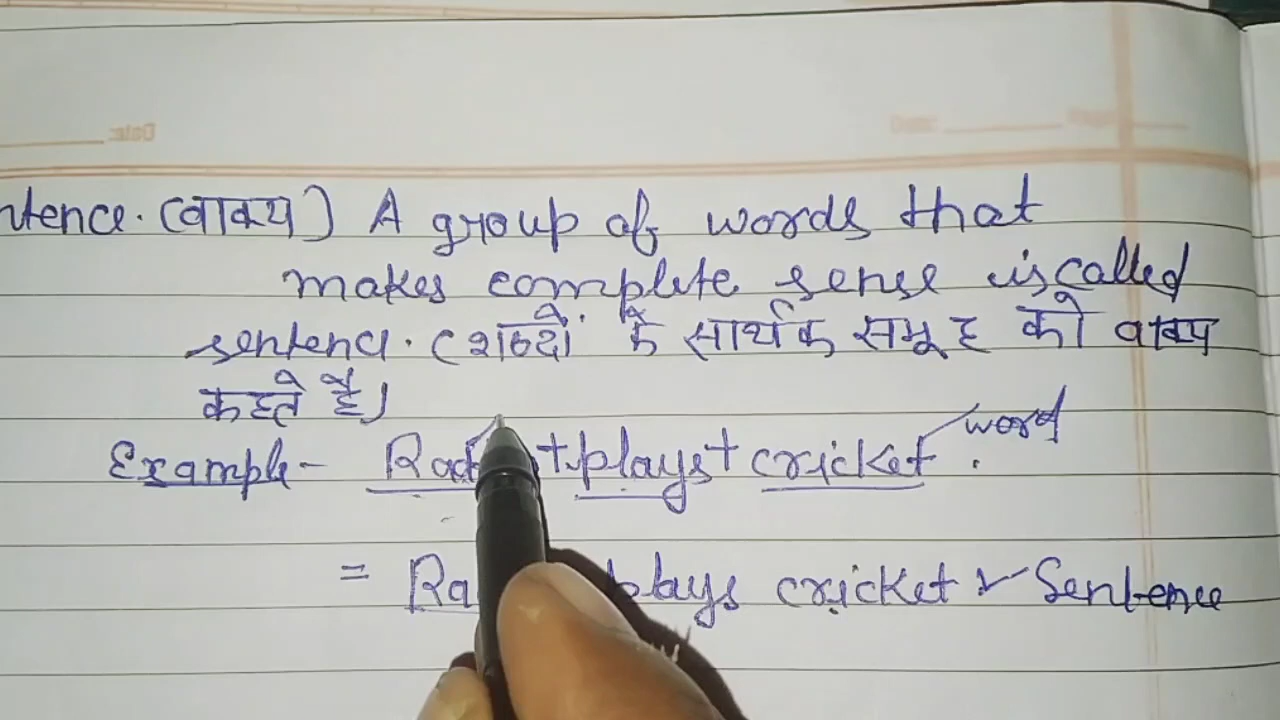 ntence. (वाक्य) A group of words that
makes complete sense is called
sentence. (शब्दों के सार्थक समूह को वाक्य
कहते है।
word
Example - + plays + cricket .
= plays cricket ✓ Sentence